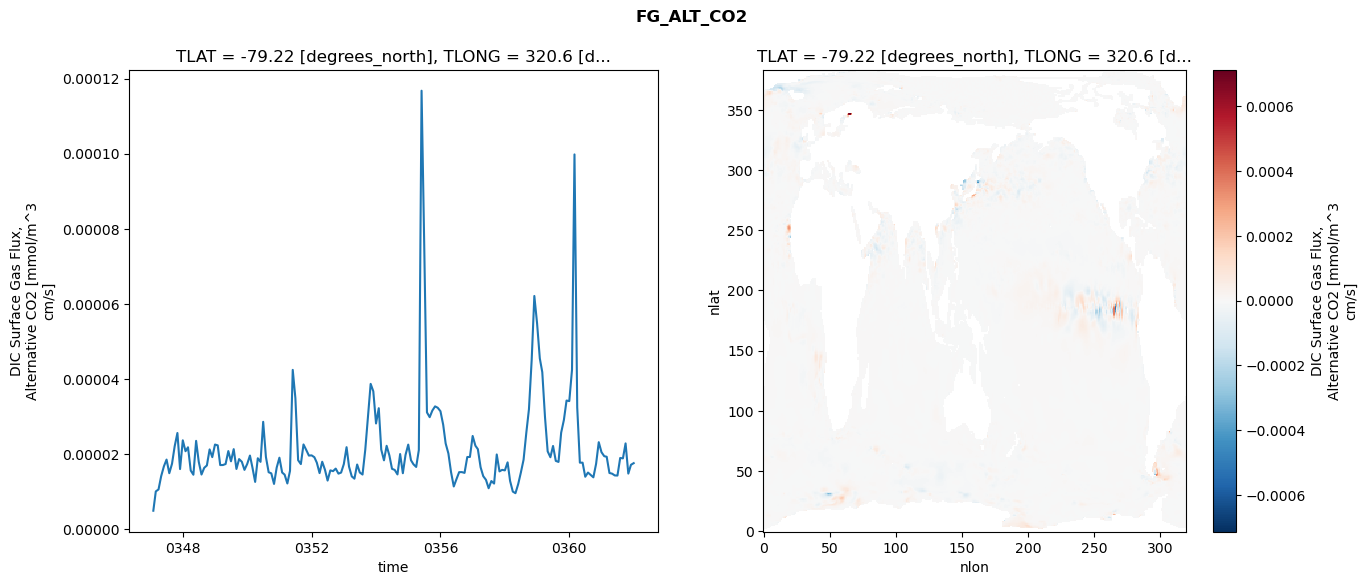 FG_ALT_CO2
TLAT = -79.22 [degrees_north], TLONG = 320.6 [d...
DIC Surface Gas Flux,
Alternative CO2 [mmol/m^3
cm/s]
0.00012
0.00010
0.00008
0.00006
0.00004
0.00002
0.00000
0348
0352
0356
0360
time
TLAT = -79.22 [degrees_north], TLONG = 320.6 [d...
nlat
350
300
250
200
150
100
50
0
0
50
100
150
200
250
300
nlon
0.0006
0.0004
0.0002
0.0000
−0.0002
−0.0004
−0.0006
DIC Surface Gas Flux,
Alternative CO2 [mmol/m^3
cm/s]